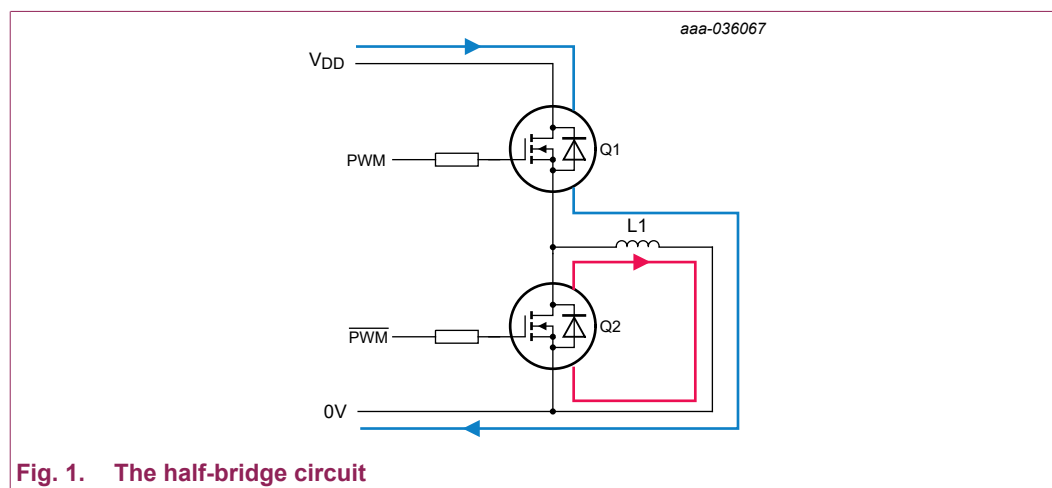 aaa-036067
VDD
PWM
Q1
L1
PWM
Q2
0V
Fig. 1. The half-bridge circuit